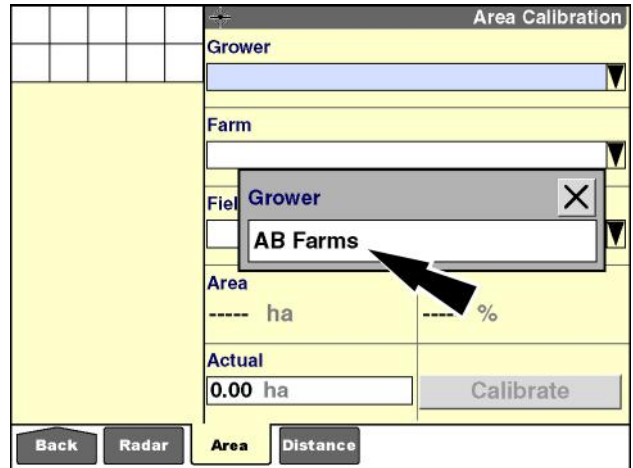 Area Calibration
Grower
Farm
Fiel
Grower
AB Farms
Area
----- ha
---- %
Actual
0.00 ha
Calibrate
Back
Radar
Area
Distance